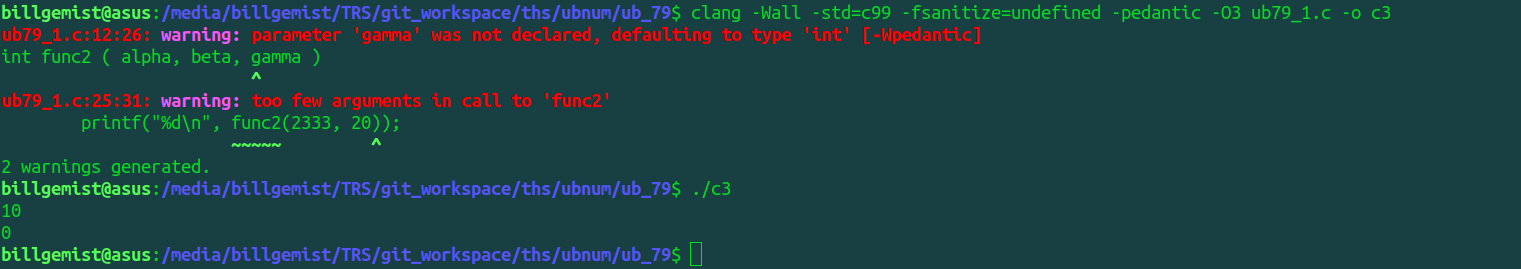 billgemist@asus:/media/billgemist/TRS/git_workspace/ths/ubnum/ub_79$ clang -Wall -std=c99 -fsanitize=undefined -pedantic -O3 ub79_1.c -o c3
ub79_1.c:12:26: warning: parameter 'gamma' was not declared, defaulting to type 'int' [-Wpedantic]
int func2 ( alpha, beta, gamma )
                         ^
ub79_1.c:25:31: warning: too few arguments in call to 'func2'
        printf("%d\n", func2(2333, 20));
                       ~~~~~         ^
2 warnings generated.
billgemist@asus:/media/billgemist/TRS/git_workspace/ths/ubnum/ub_79$ ./c3
10
0
billgemist@asus:/media/billgemist/TRS/git_workspace/ths/ubnum/ub_79$